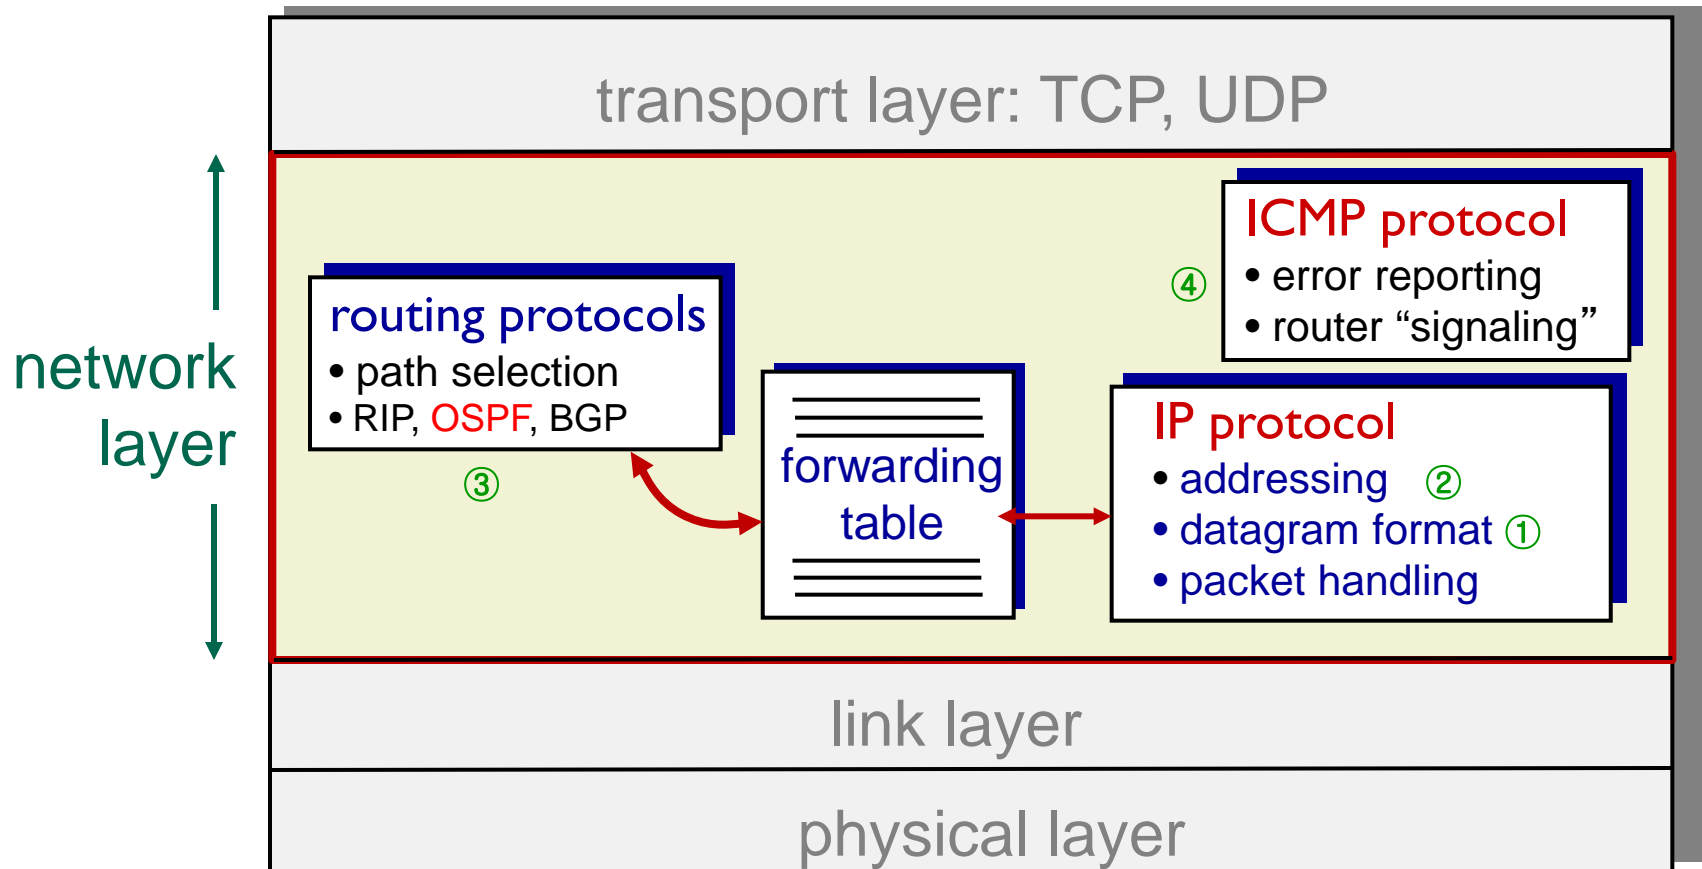 transport layer: TCP, UDP
network
layer
routing protocols
• path selection
• RIP, OSPF, BGP
③
forwarding
table
④
ICMP protocol
• error reporting
• router “signaling”
IP protocol
• addressing ②
• datagram format ①
• packet handling
link layer
physical layer